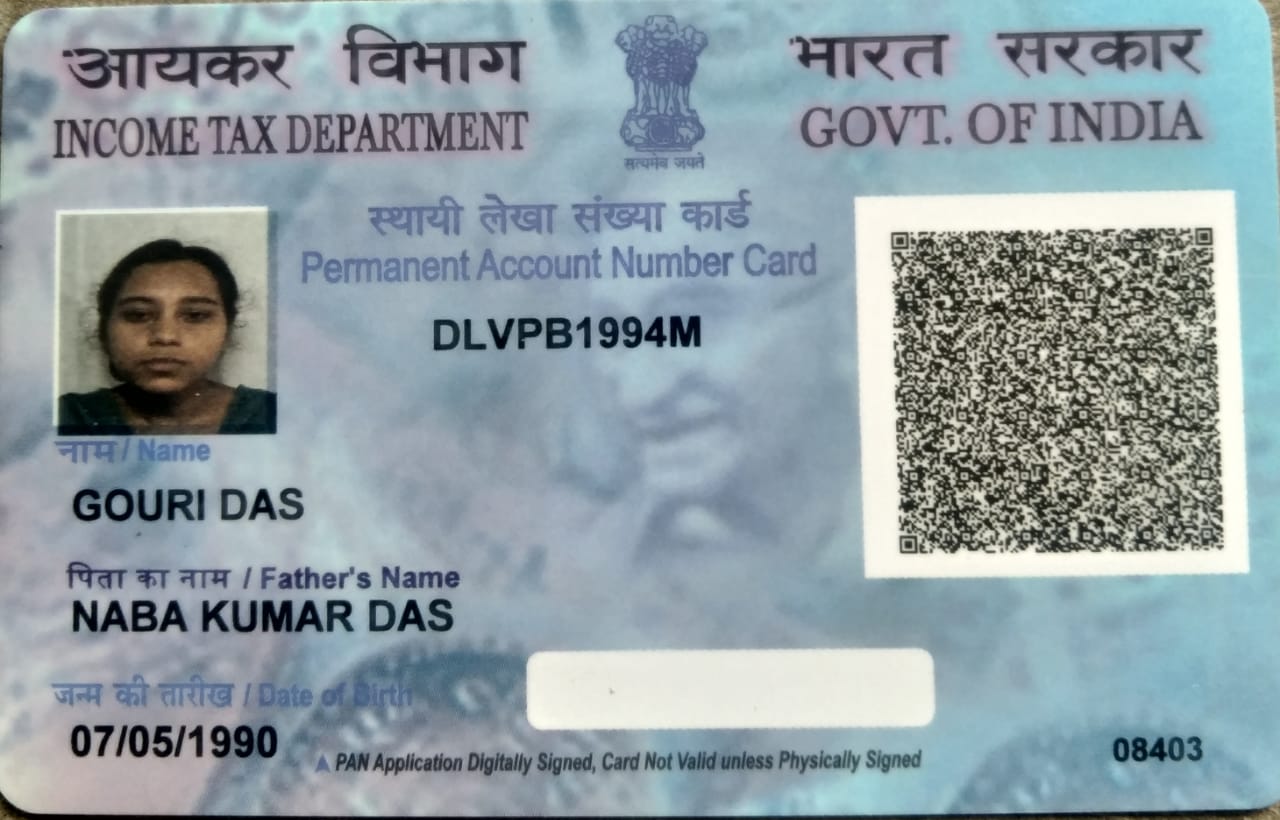 आयकर विभाग
INCOME TAX DEPARTMENT
सत्यमेव जयते
भारत सरकार
GOVT. OF INDIA
स्थायी लेखा संख्या कार्ड
Permanent Account Number Card
DLVPB1994M
नाम / Name
GOURI DAS
पिता का नाम / Father's Name
NABA KUMAR DAS
जन्म की तारीख / Date of Birth
07/05/1990
PAN Application Digitally Signed, Card Not Valid unless Physically Signed
08403